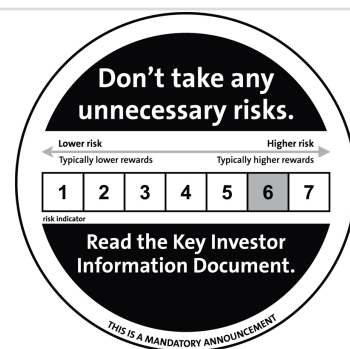 Don't take any
unnecessary risks.
Lower risk Higher risk
Typically lower rewards Typically higher rewards
1 2 3 4 5 6 7
risk indicator
Read the Key Investor
Information Document.
THIS IS A MANDATORY ANNOUNCEMENT